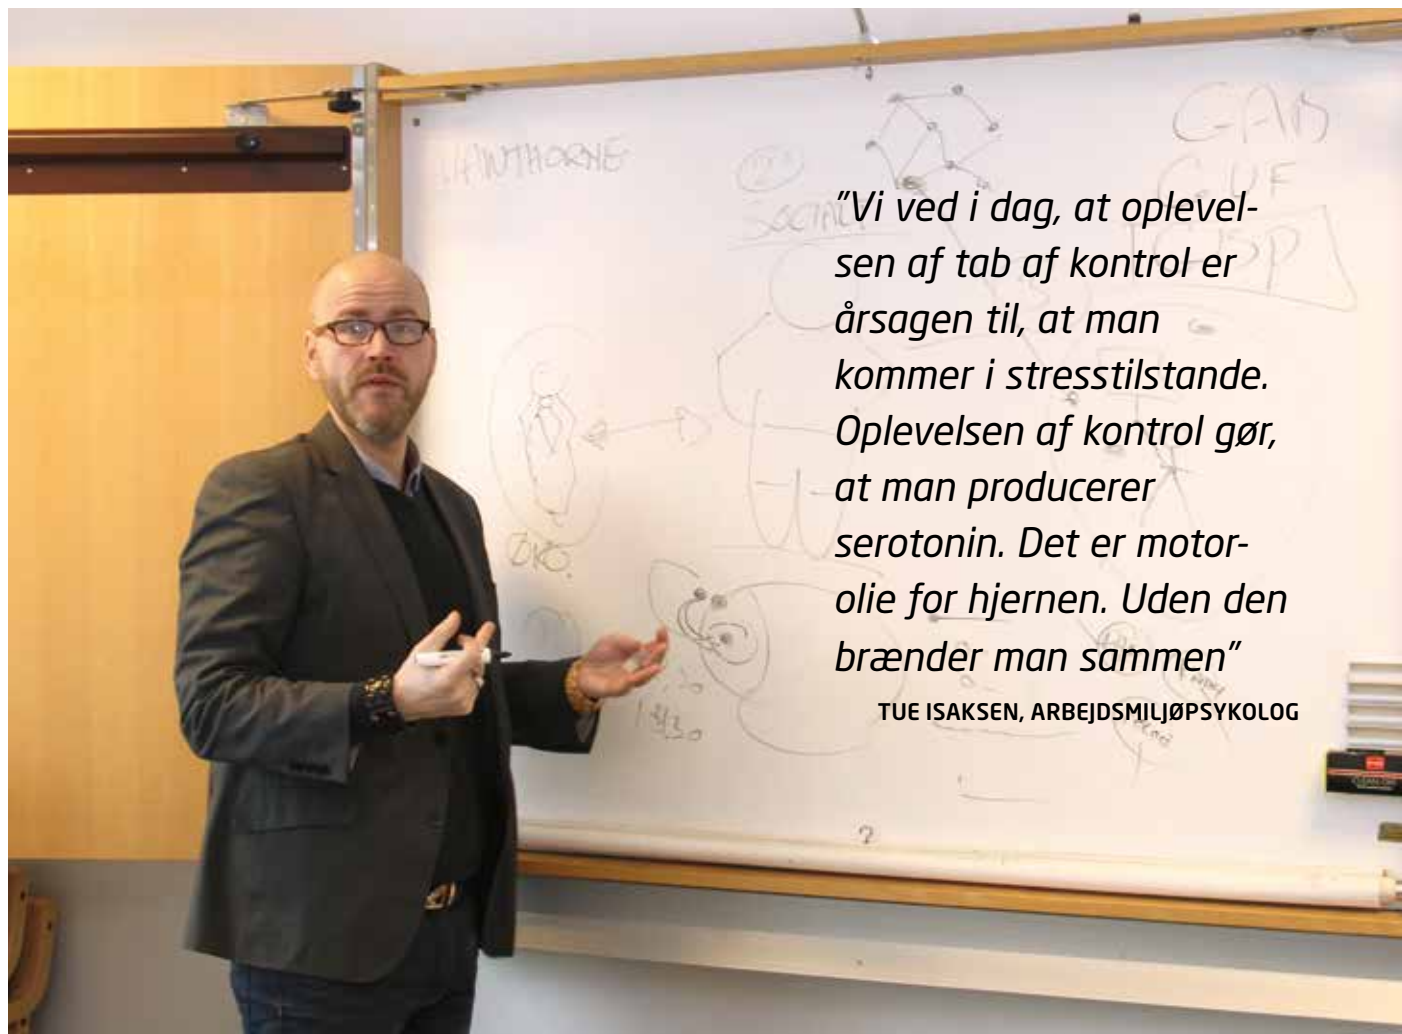 HAWTHORNE
"Vi ved i dag, at oplevel-
sen af tab af kontrol er
årsagen til, at man
kommer i stresstilstande.
Oplevelsen af kontrol gør,
at man producerer
serotonin. Det er motor-
olie for hjernen. Uden den
brænder man sammen"
TUE ISAKSEN, ARBEJDSMILJØPSYKOLOG
ØKO.
?